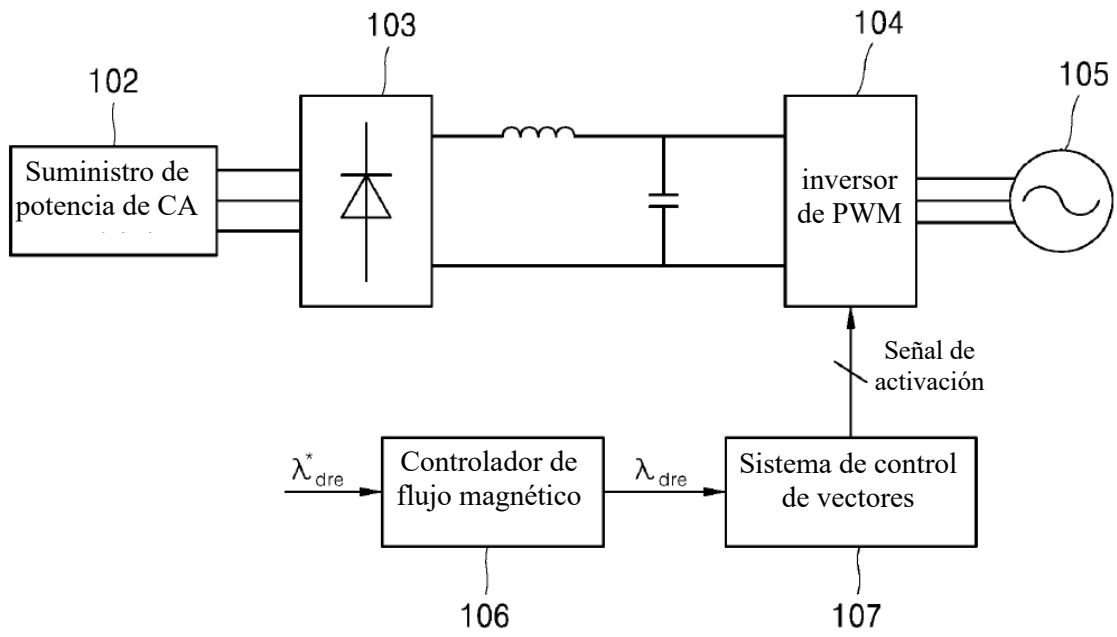 102
103
104
105
Suministro de
potencia de CA
inversor
de PWM
Señal de
activación
λ*dre
Controlador de
flujo magnético
λdre
Sistema de control
de vectores
106
107